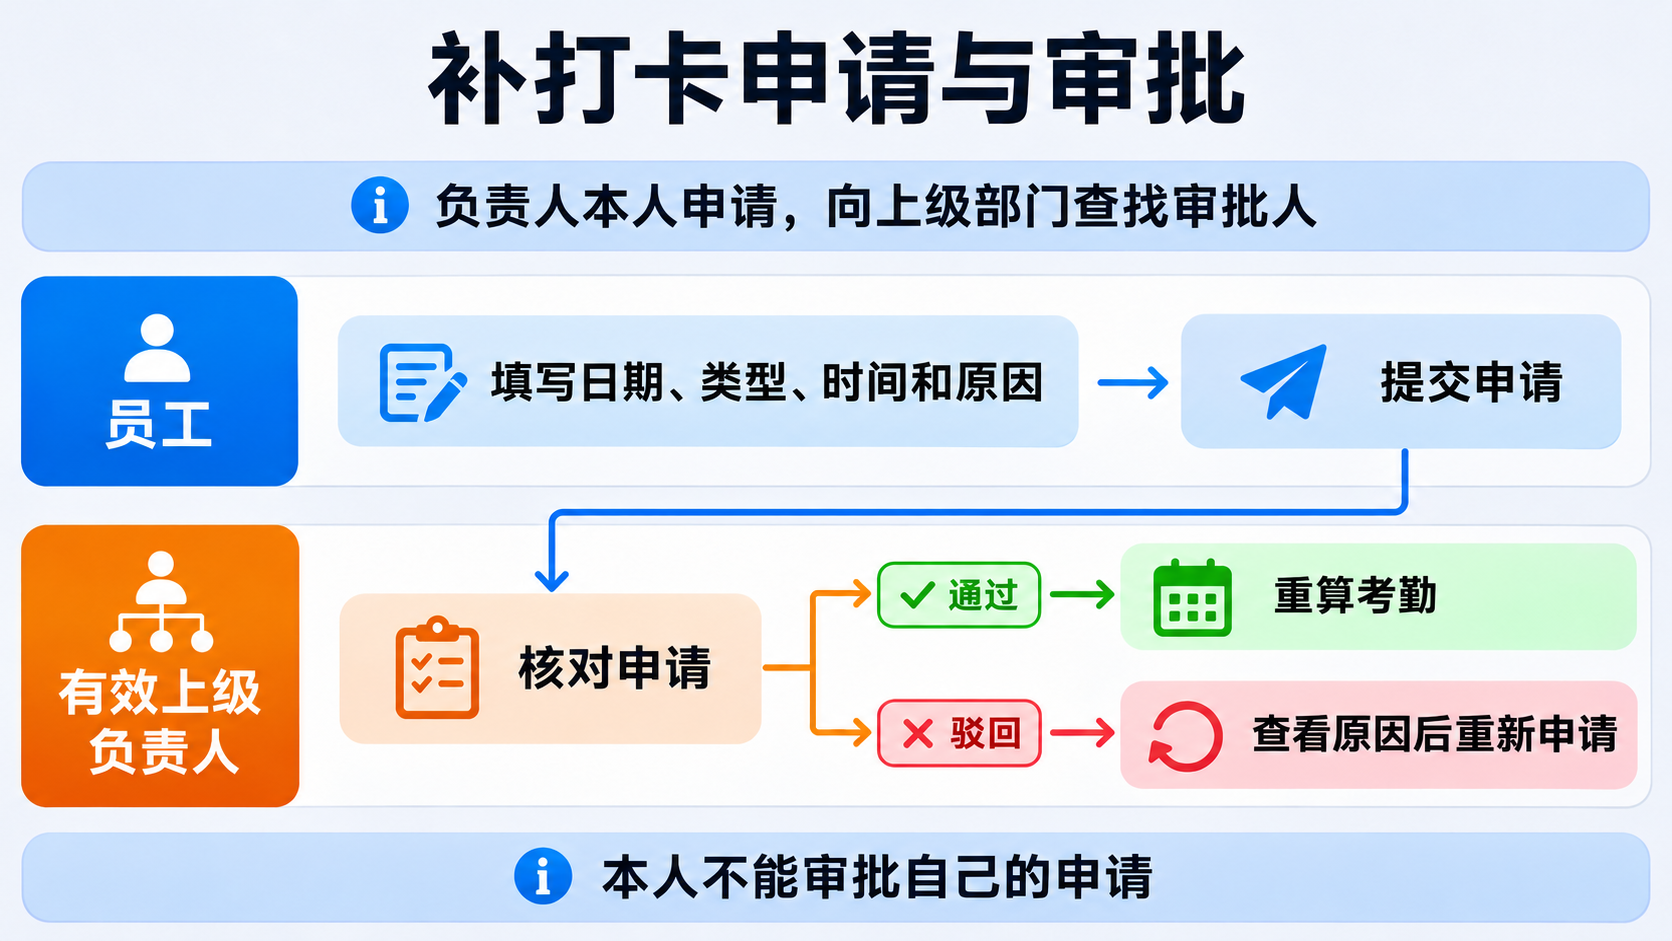 补打卡申请与审批
负责人本人申请，向上级部门查找审批人
员工
填写日期、类型、时间和原因
提交申请
有效上级
负责人
核对申请
通过
重算考勤
驳回
查看原因后重新申请
本人不能审批自己的申请